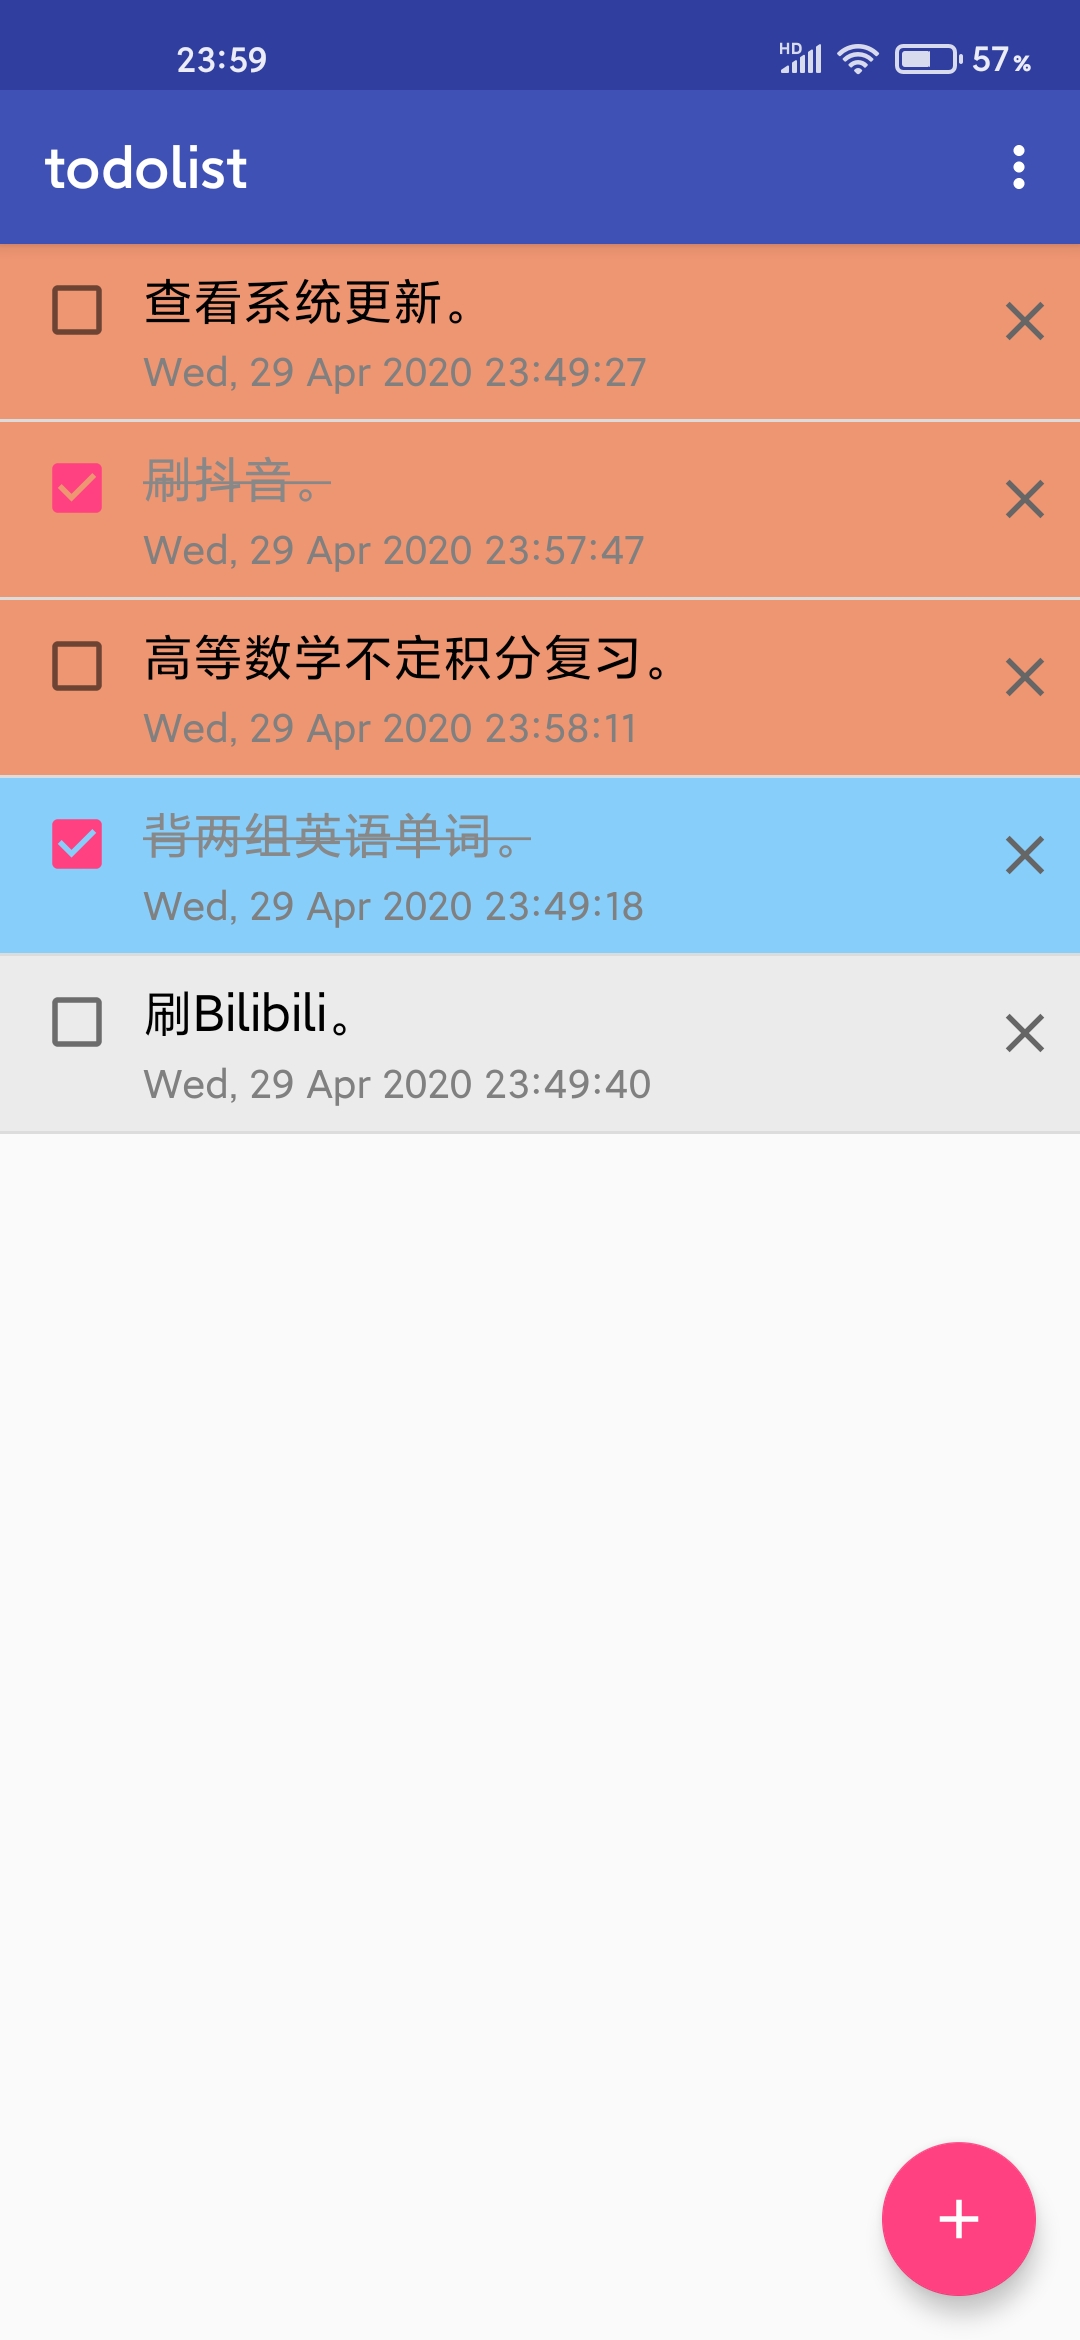 23:59
HD 57%
todolist
查看系统更新。
Wed, 29 Apr 2020 23:49:27
刷抖音。
Wed, 29 Apr 2020 23:57:47
高等数学不定积分复习。
Wed, 29 Apr 2020 23:58:11
背两组英语单词。
Wed, 29 Apr 2020 23:49:18
刷Bilibili。
Wed, 29 Apr 2020 23:49:40